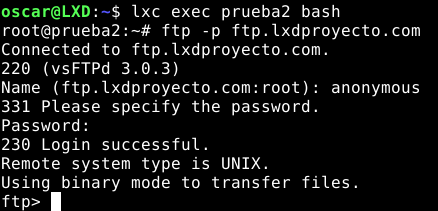 oscar@LXD:~$ lxc exec prueba2 bash
root@prueba2:~# ftp -p ftp.lxdproyecto.com
Connected to ftp.lxdproyecto.com.
220 (vsFTPd 3.0.3)
Name (ftp.lxdproyecto.com:root): anonymous
331 Please specify the password.
Password:
230 Login successful.
Remote system type is UNIX.
Using binary mode to transfer files.
ftp>